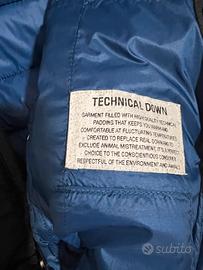 TECHNICAL DOWN
GARMENT FILLED WITH HIGH QUALITY TECHNICAL
PADDING THAT KEEPS YOU WARM AND
COMFORTABLE AT FLUCTUATING TEMPERATURES
CREATED TO REPLACE REAL DOWN AND TO
EXCLUDE ANIMAL MISTREATMENT, IT'S A PERFECT
CHOICE TO THE CONSCIENTIOUS CONSUMER
RESPECTFUL OF THE ENVIRONMENT AND ANIMALS
subito